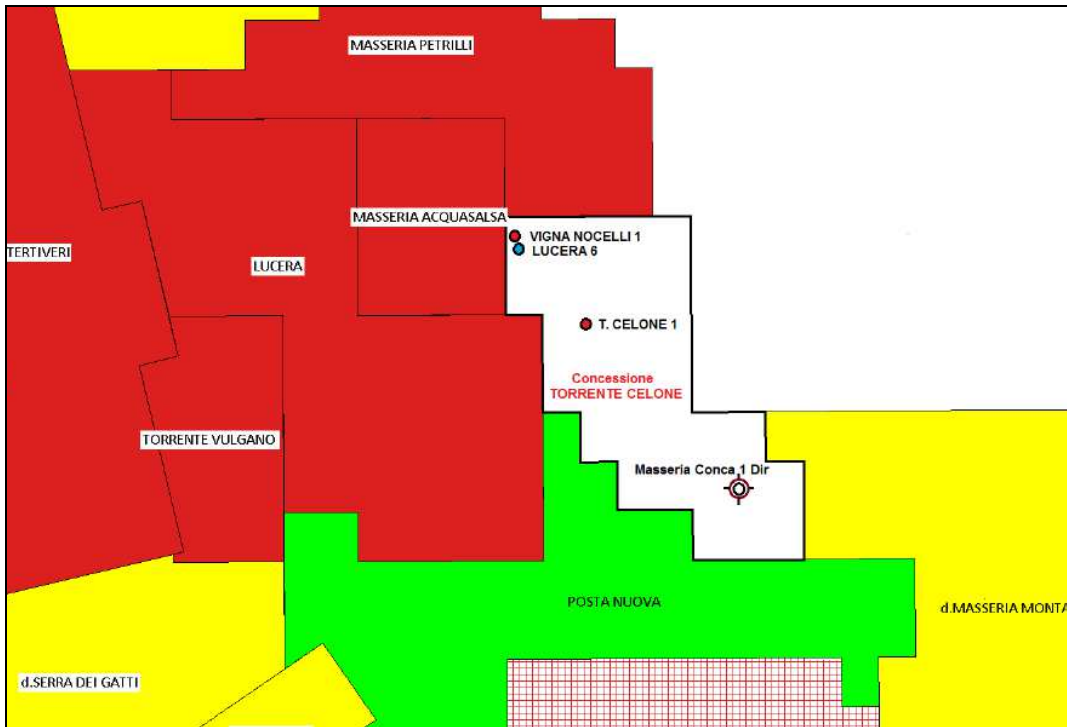 MASSERIA PETRILLI
MASSERIA ACQUASALSA
VIGNA NOCELLI 1
LUCERA 6
TERTIVERI
LUCERA
T. CELONE 1
Concessione
TORRENTE CELONE
TORRENTE VULGANO
Masseria Conca 1 Dir
POSTA NUOVA
d.MASSERIA MONTA
d.SERRA DEI GATTI